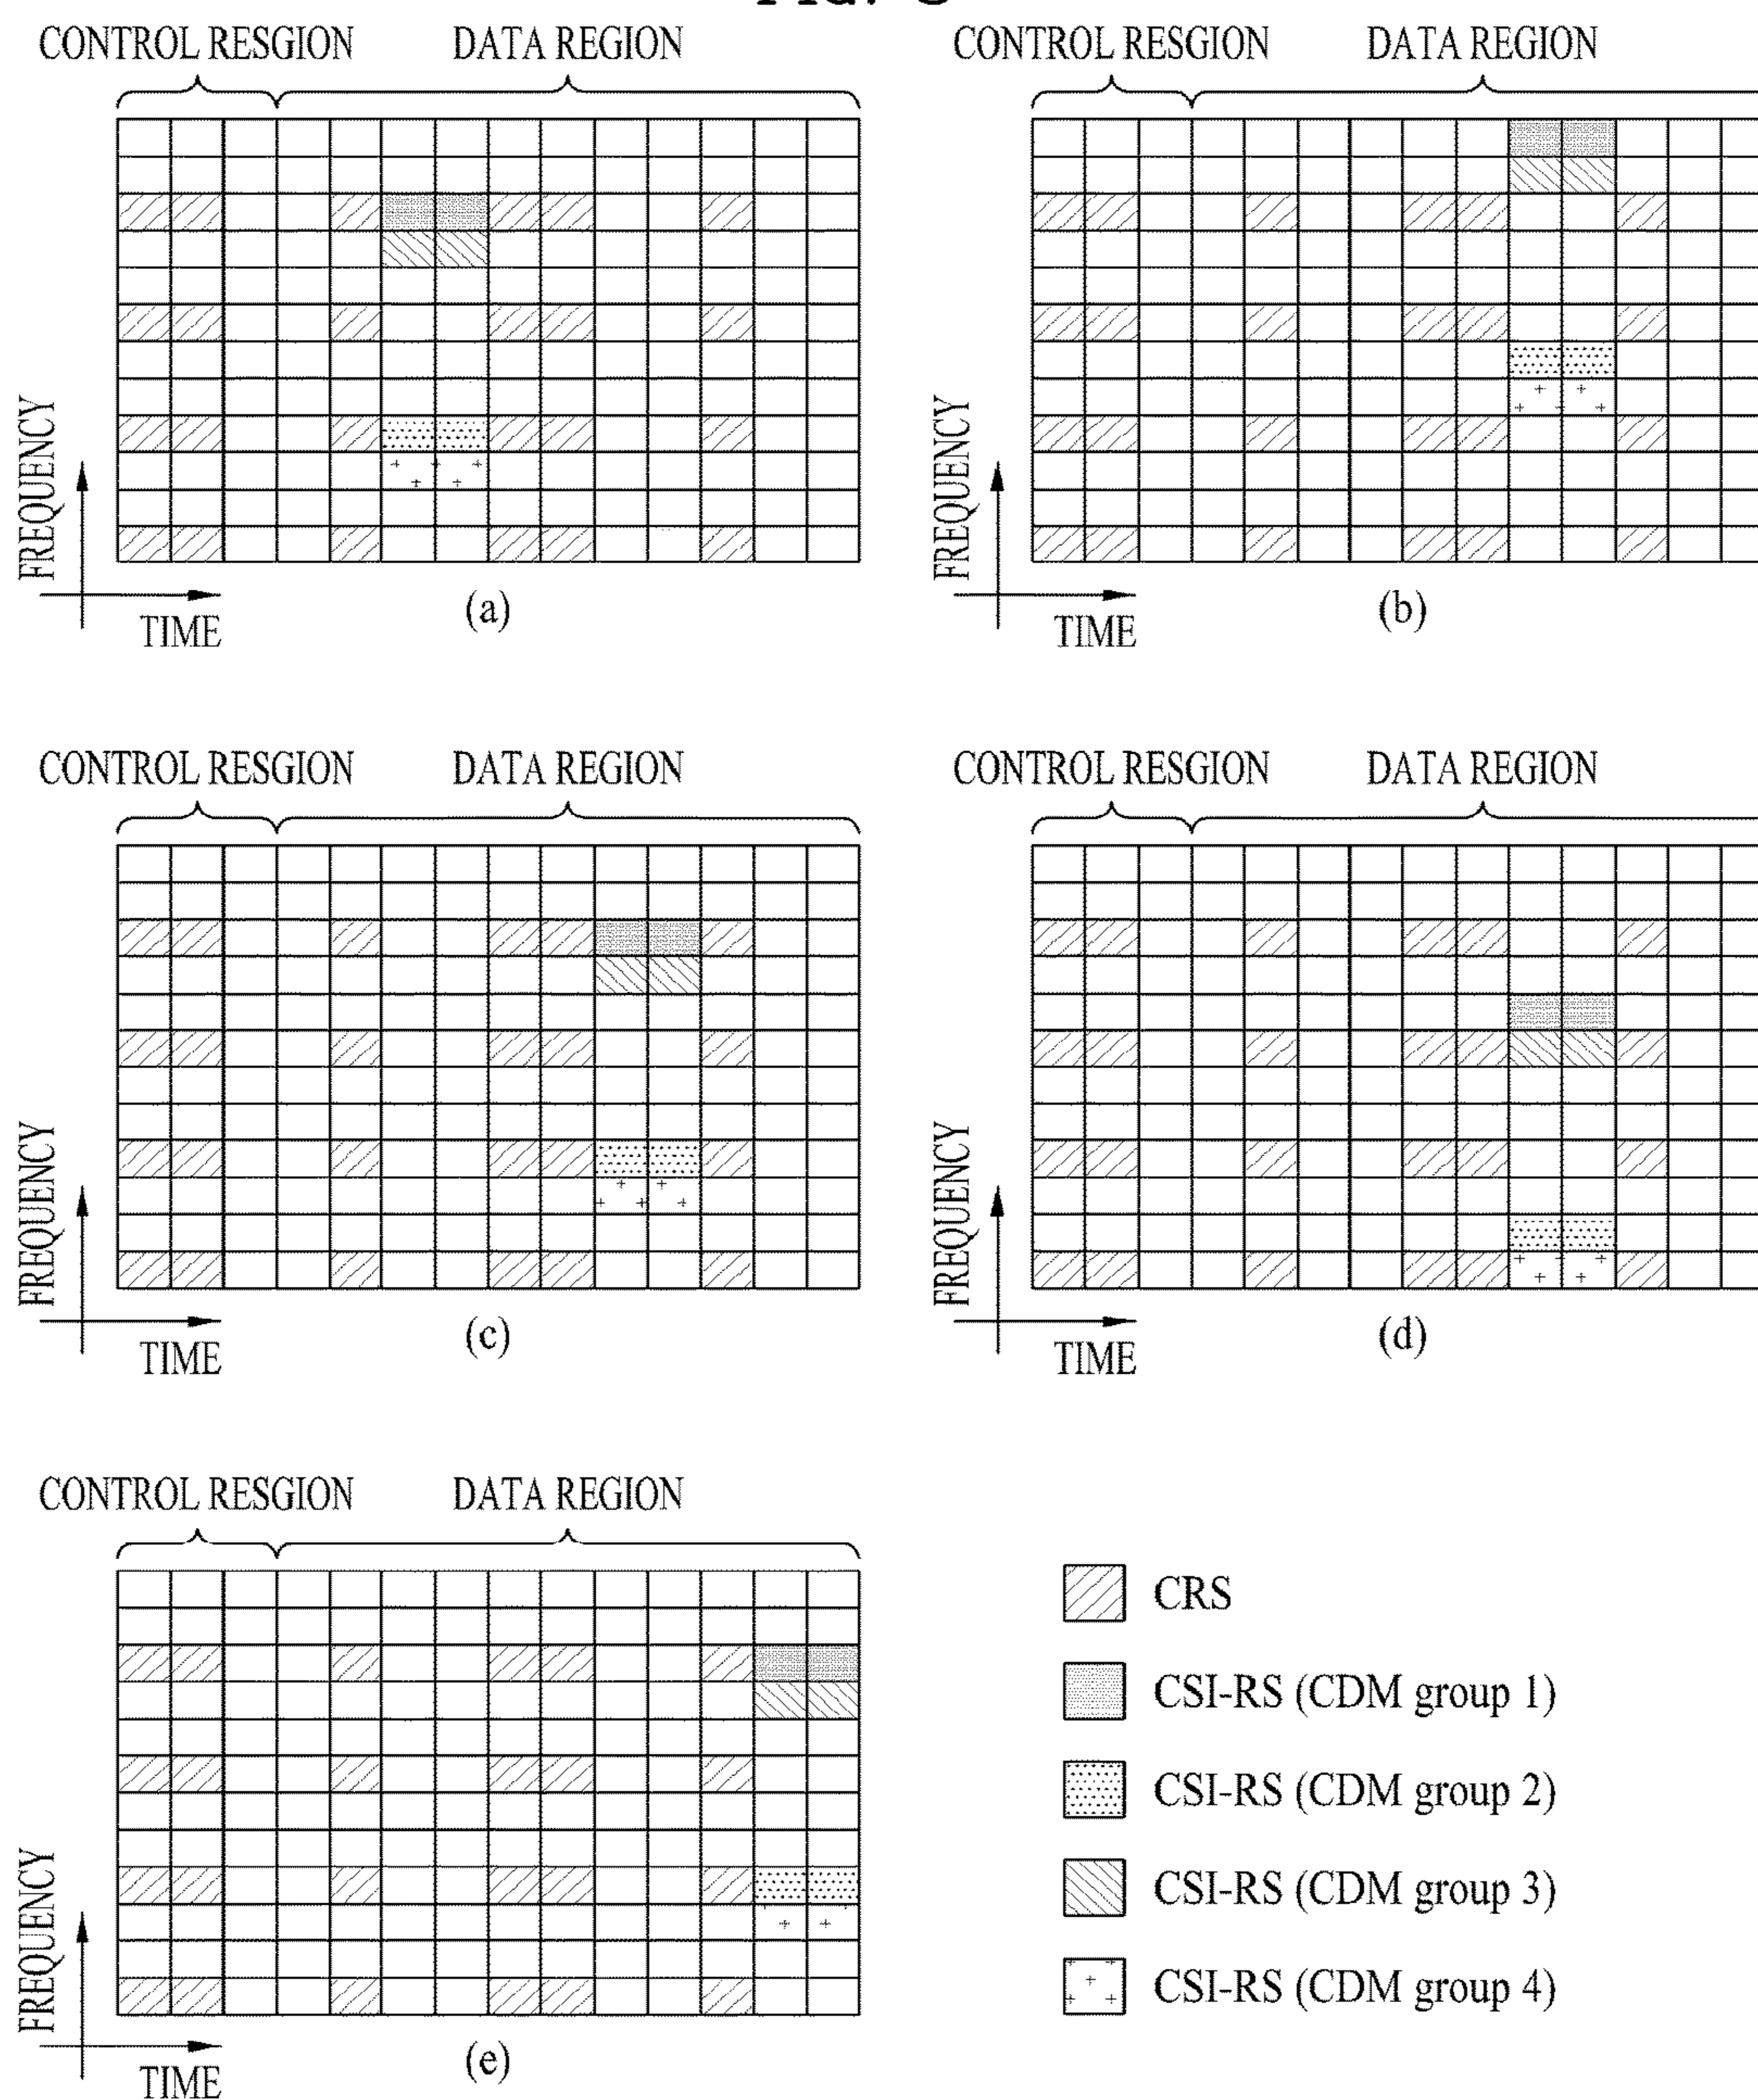 CONTROL RESGION DATA REGION
FREQUENCY
TIME
(a)
CONTROL RESGION DATA REGION
FREQUENCY
TIME
(b)
CONTROL RESGION DATA REGION
FREQUENCY
TIME
(c)
CONTROL RESGION DATA REGION
FREQUENCY
TIME
(d)
CONTROL RESGION DATA REGION
FREQUENCY
TIME
(e)
CRS
CSI-RS (CDM group 1)
CSI-RS (CDM group 2)
CSI-RS (CDM group 3)
CSI-RS (CDM group 4)